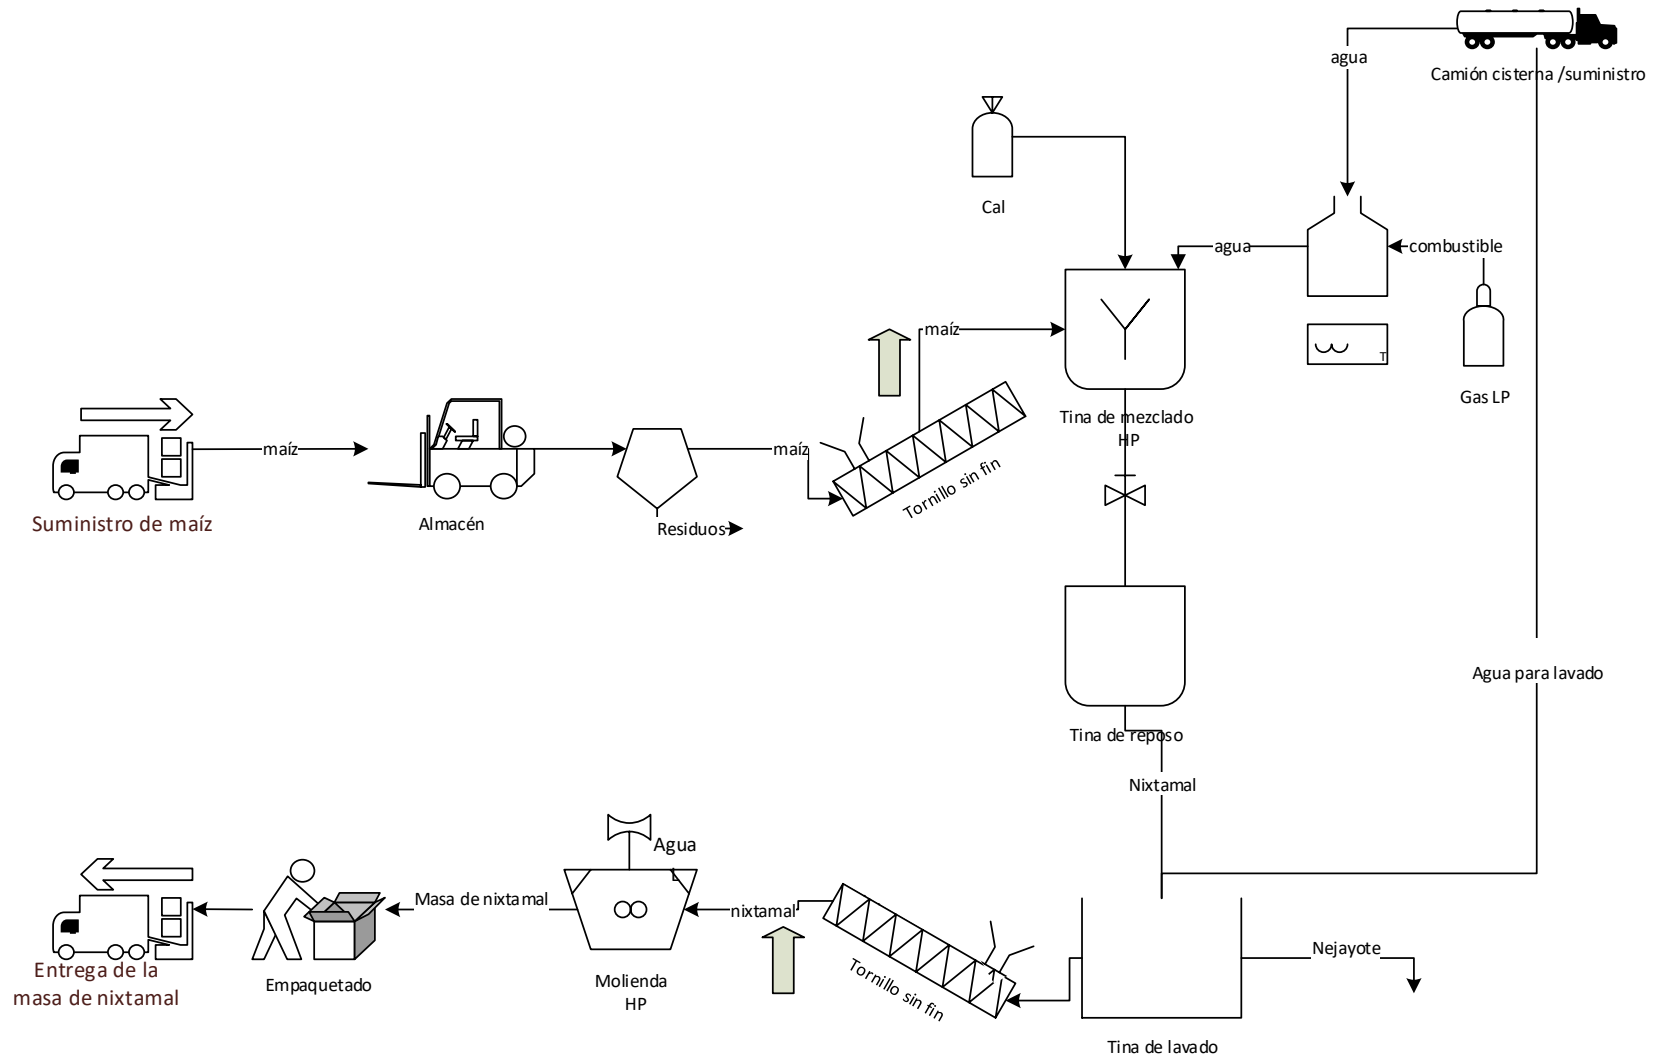 agua
Camión cisterna /suministro
Cal
agua
combustible
maíz
T
Gas LP
Tina de mezclado
HP
maíz
maíz
Tornillo sin fin
Suministro de maíz
Almacén
Residuos
Agua para lavado
Tina de reposo
Nixtamal
Agua
Masa de nixtamal
nixtamal
Nejayote
Entrega de la
masa de nixtamal
Empaquetado
Molienda
HP
Tornillo sin fin
Tina de lavado